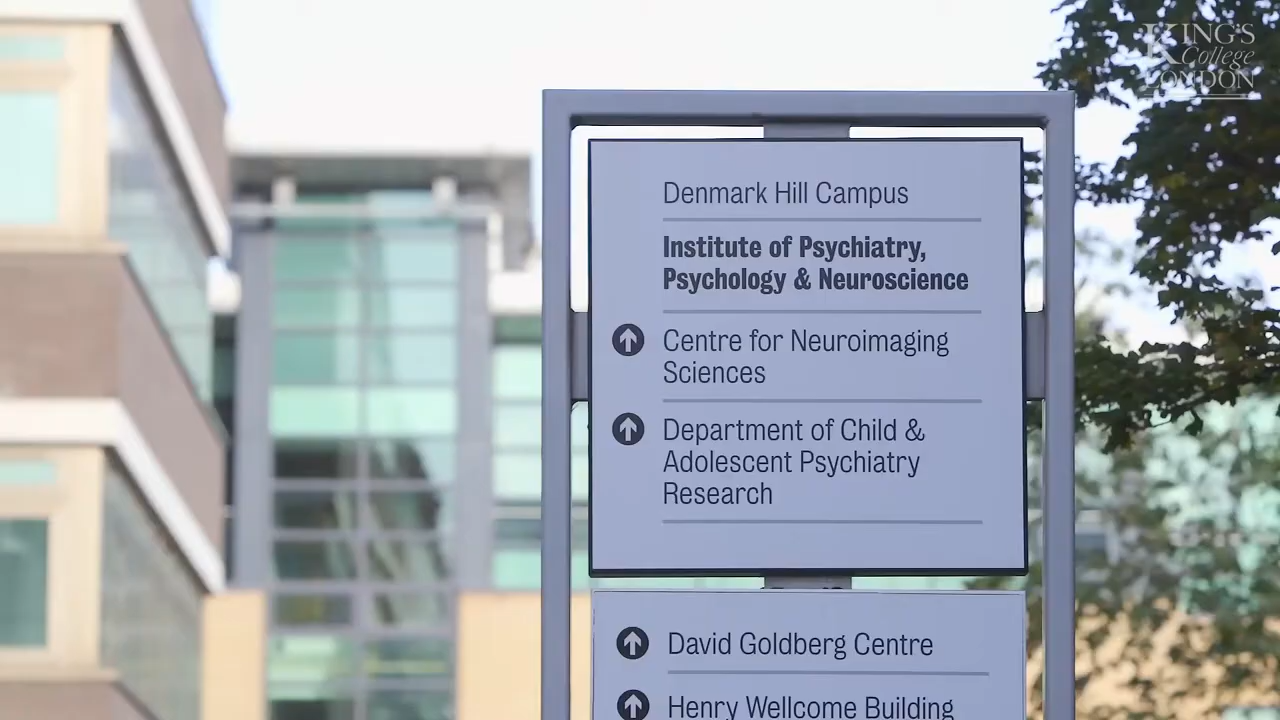 KING'S
College
LONDON
Denmark Hill Campus
Institute of Psychiatry,
Psychology & Neuroscience
Centre for Neuroimaging
Sciences
Department of Child &
Adolescent Psychiatry
Research
David Goldberg Centre
Henry Wellcome Building